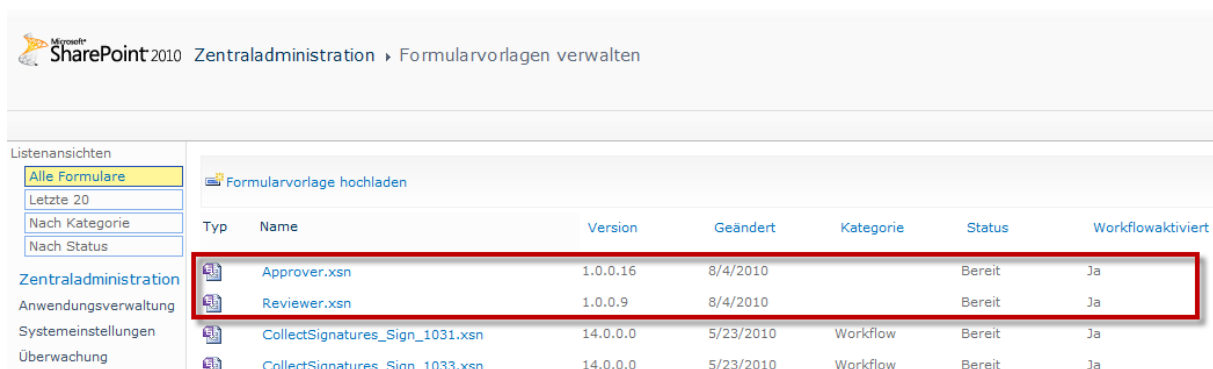 Microsoft
SharePoint 2010 Zentraladministration ▸ Formularvorlagen verwalten
Listenansichten
Alle Formulare
Letzte 20
Nach Kategorie
Nach Status
Zentraladministration
Anwendungsverwaltung
Systemeinstellungen
Überwachung
Formularvorlage hochladen
Typ Name Version Geändert Kategorie Status Workflowaktiviert
Approver.xsn 1.0.0.16 8/4/2010 Bereit Ja
Reviewer.xsn 1.0.0.9 8/4/2010 Bereit Ja
CollectSignatures_Sign_1031.xsn 14.0.0.0 5/23/2010 Workflow Bereit Ja
CollectSignatures_Sign_1033.xsn 14.0.0.0 5/23/2010 Workflow Bereit Ja